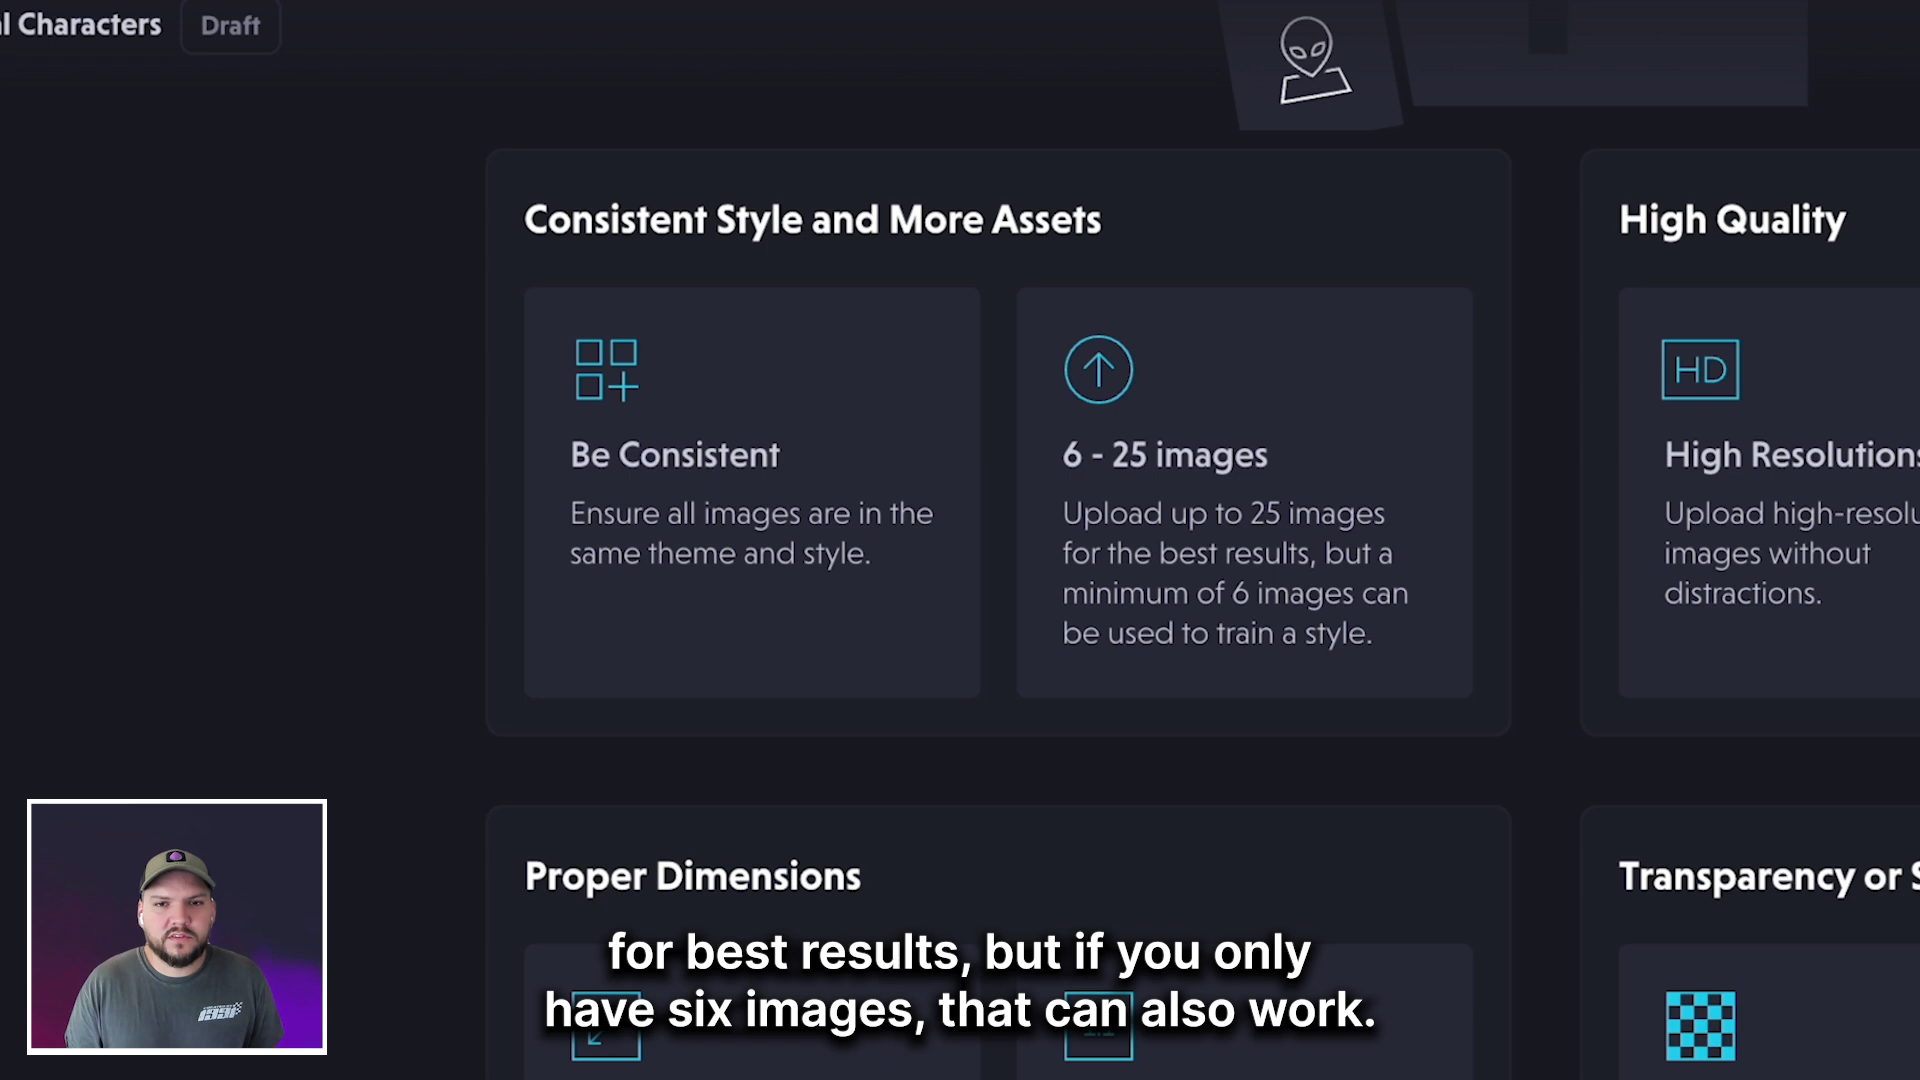 l Characters
Draft
Consistent Style and More Assets
High Quality
HD
Be Consistent
Ensure all images are in the
same theme and style.
6 - 25 images
Upload up to 25 images
for the best results, but a
minimum of 6 images can
be used to train a style.
High Resolutions
Upload high-resolu
images without
distractions.
Proper Dimensions
Transparency or S
for best results, but if you only
have six images, that can also work.
1991